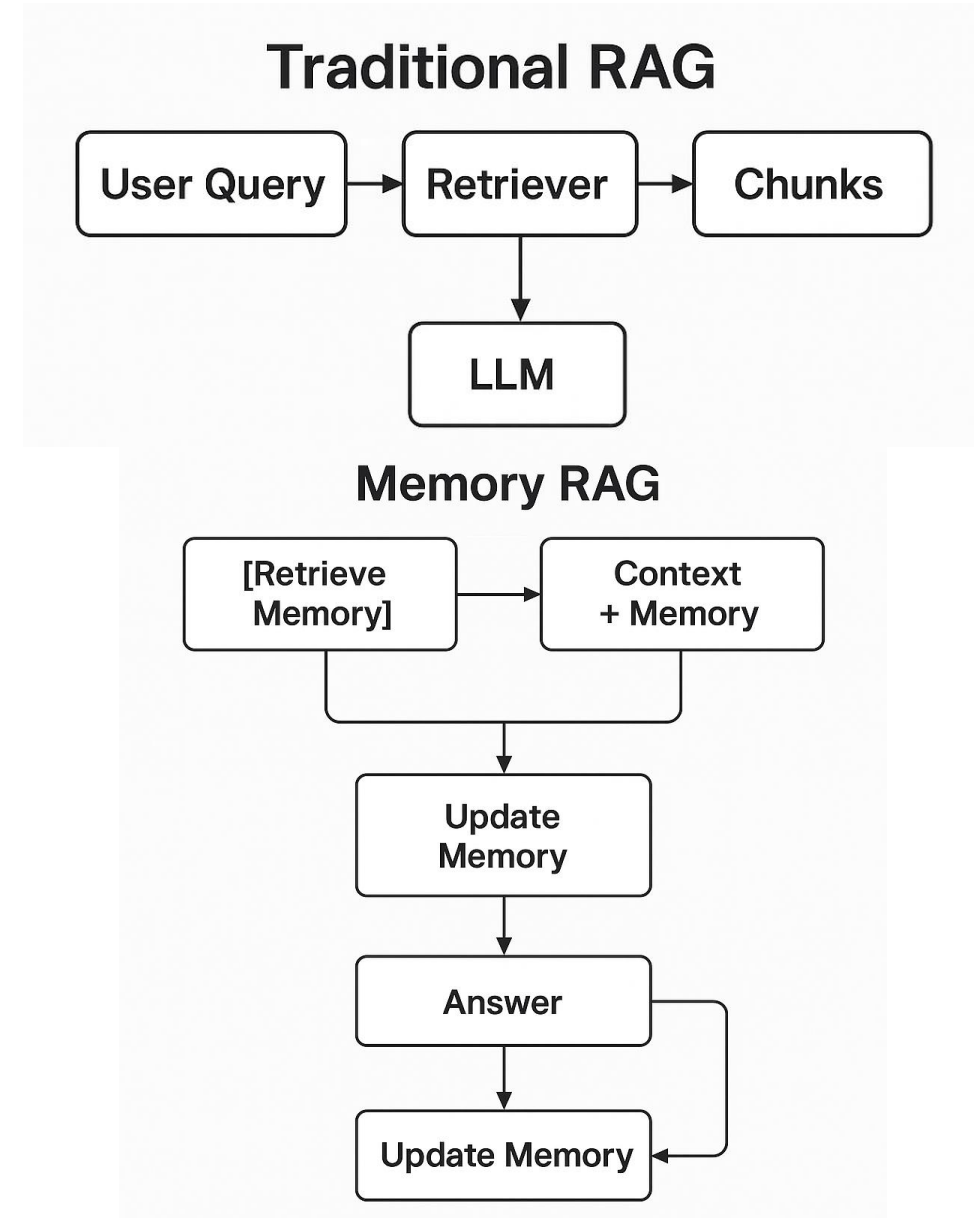 Traditional RAG
User Query
Retriever
Chunks
LLM
Memory RAG
[Retrieve
Memory]
Context
+ Memory
Update
Memory
Answer
Update Memory